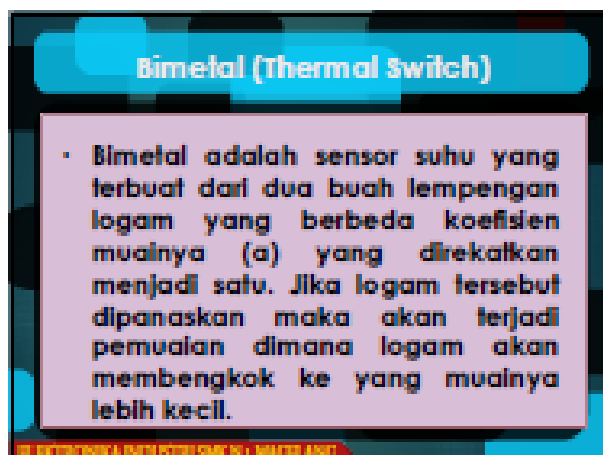 Bimetal (Thermal Switch)
• Bimetal adalah sensor suhu yang
terbuat dari dua buah lempengan
logam yang berbeda koefisien
muainya (a) yang direkatkan
menjadi satu. Jika logam tersebut
dipanaskan maka akan terjadi
pemuaian dimana logam akan
membengkok ke yang muainya
lebih kecil.